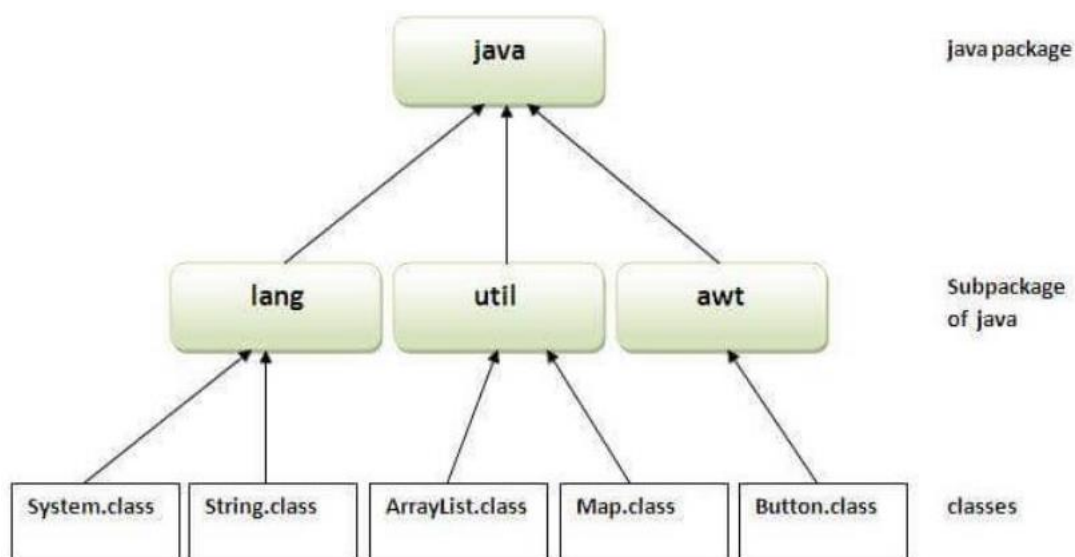 java
java package
lang
util
awt
Subpackage
of java
System.class
String.class
ArrayList.class
Map.class
Button.class
classes